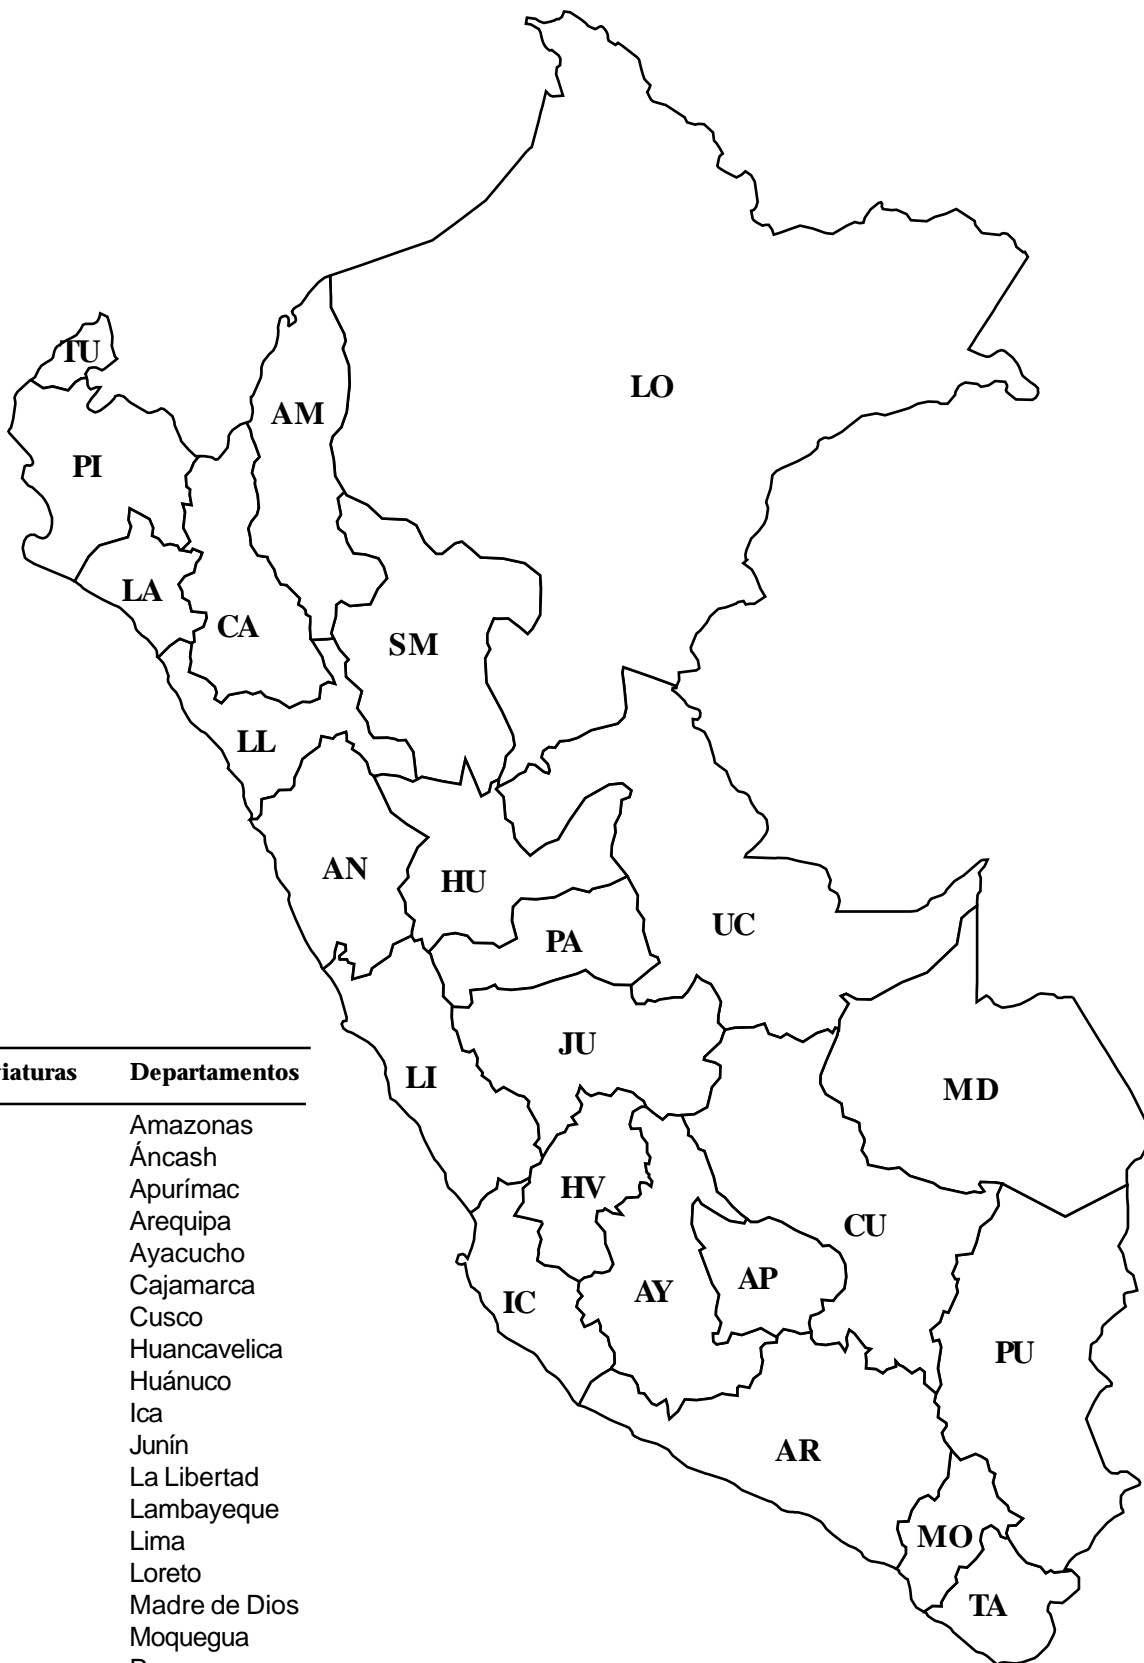 TU
LO
AM
PI
LA
CA
SM
LL
AN
HU
UC
PA
JU
LI
MD
HV
CU
AP
AY
IC
PU
AR
MO
TA
iaturas Departamentos
Amazonas
Áncash
Apurímac
Arequipa
Ayacucho
Cajamarca
Cusco
Huancavelica
Huánuco
Ica
Junín
La Libertad
Lambayeque
Lima
Loreto
Madre de Dios
Moquegua